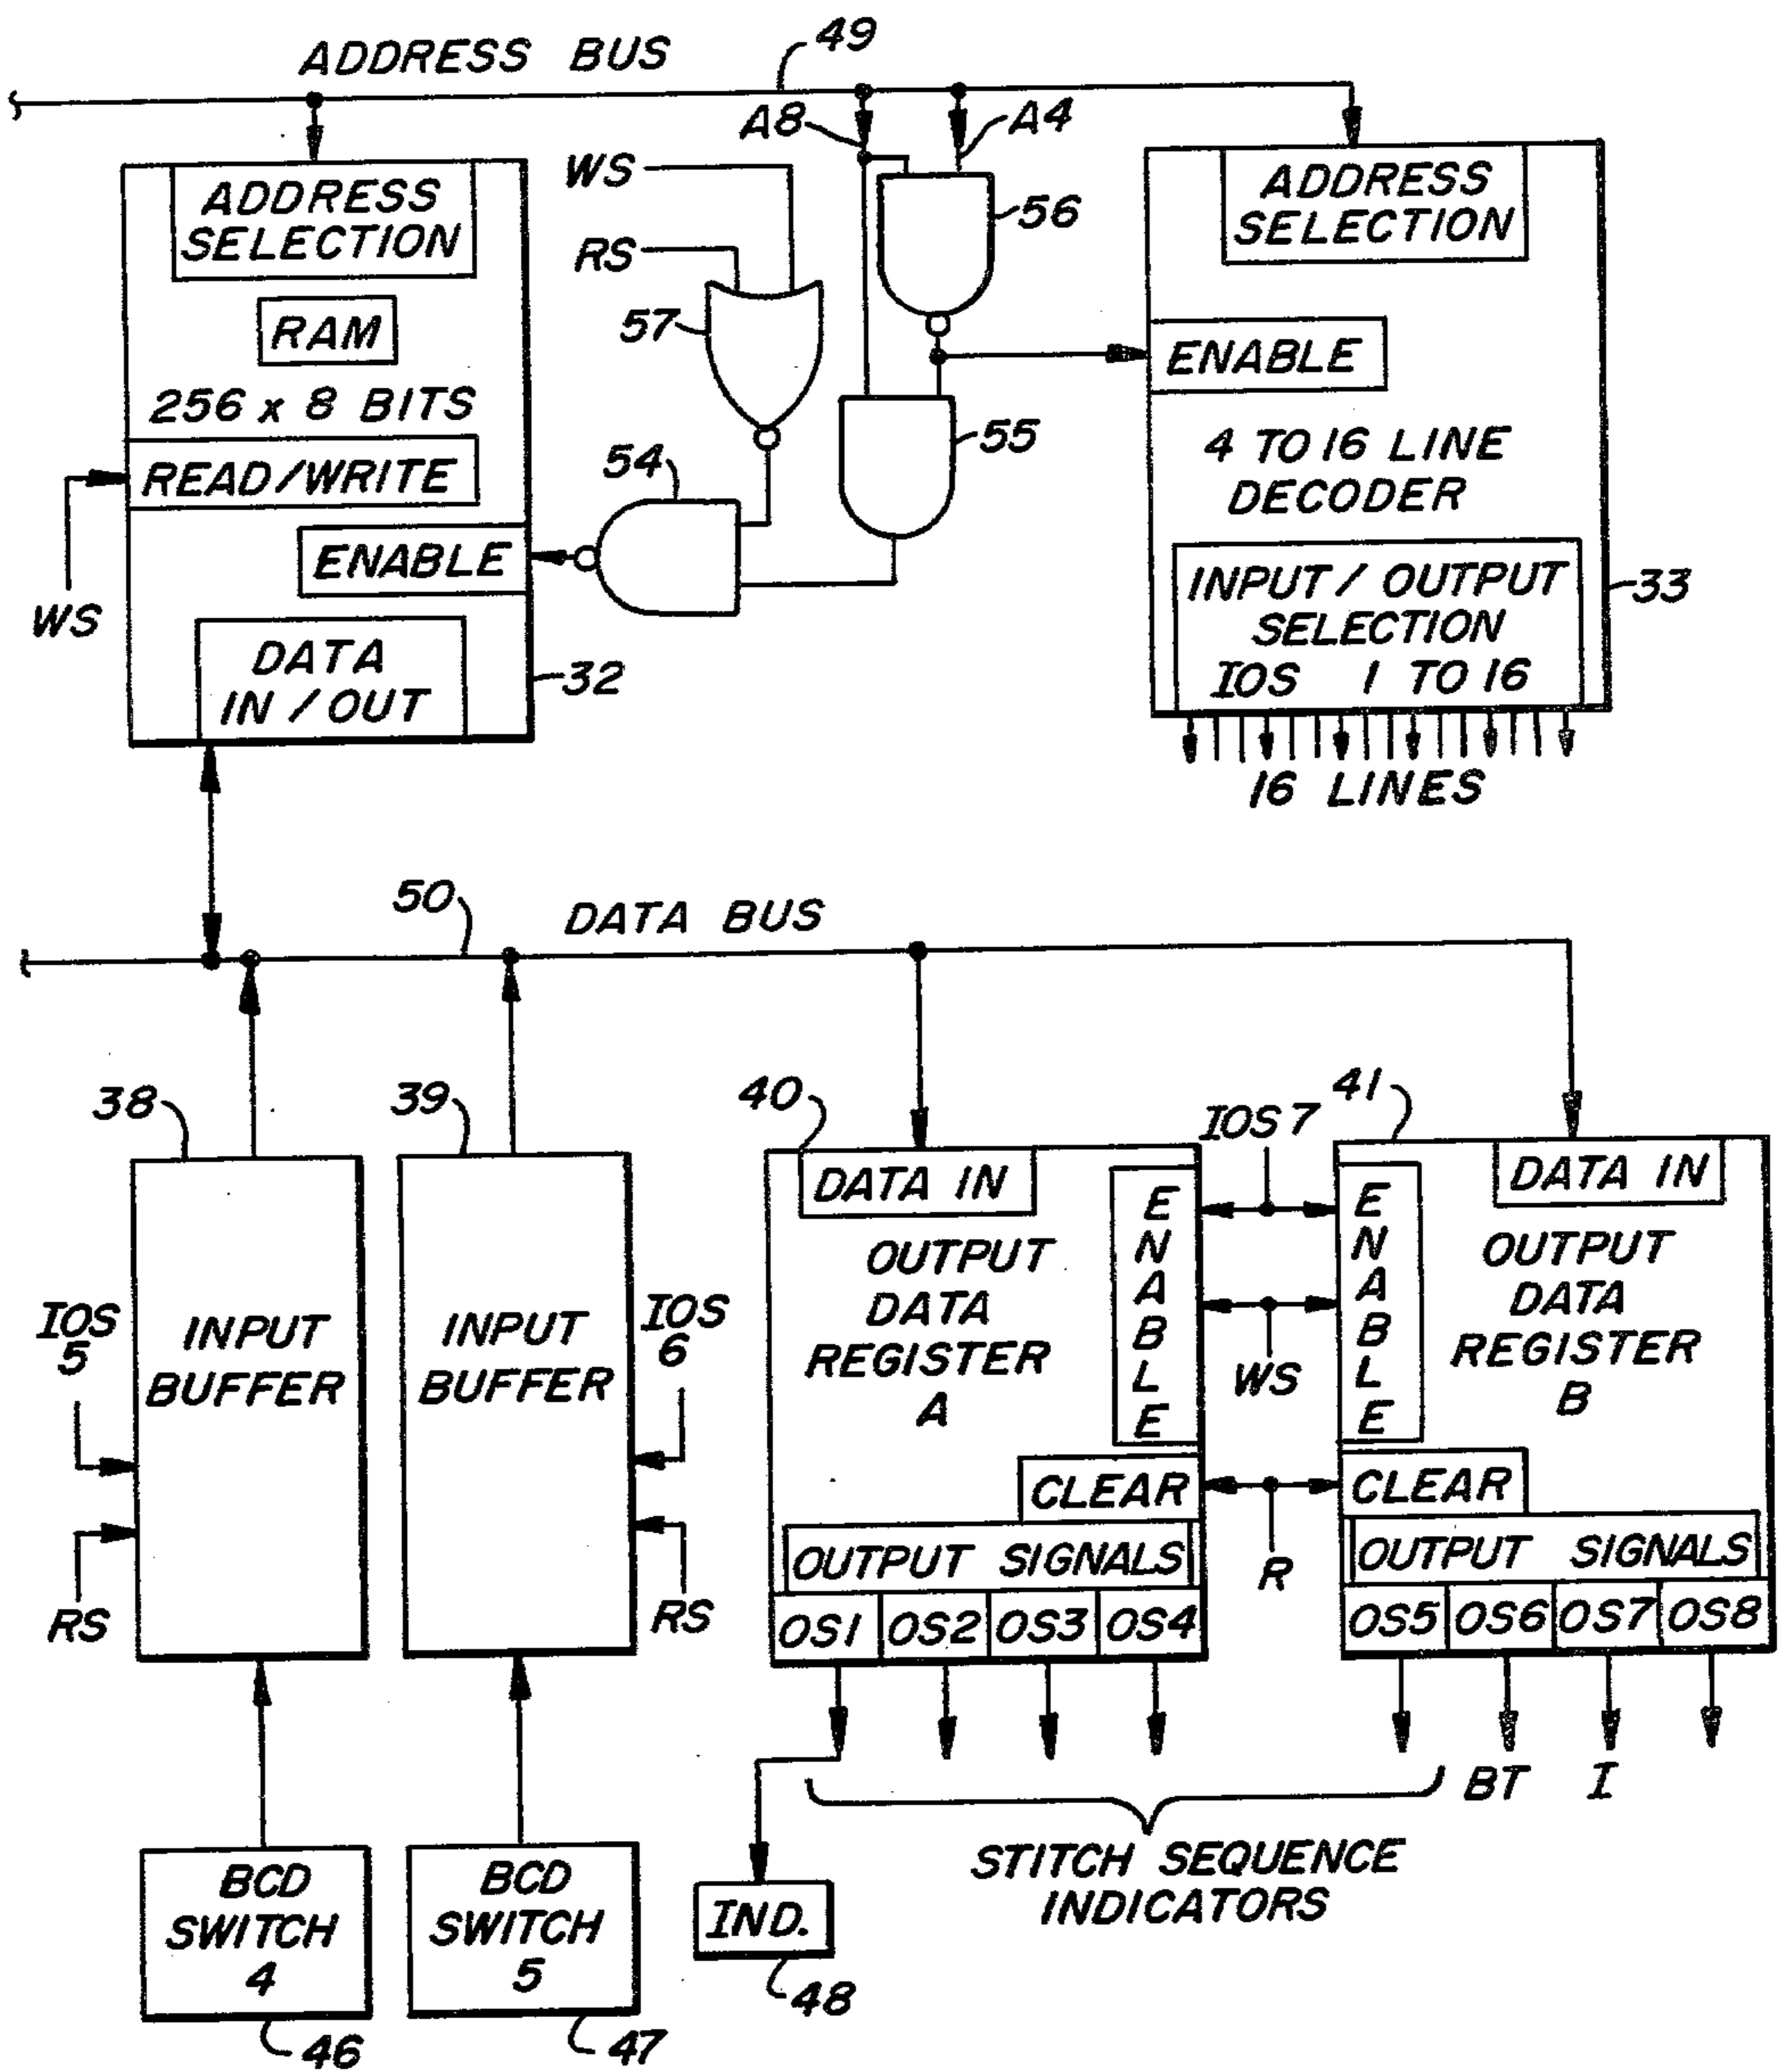 ADDRESS BUS
49
A8
A4
WS
RS
57
56
55
54
ADDRESS
SELECTION
RAM
256 x 8 BITS
READ/WRITE
ENABLE
WS
DATA
IN/OUT
32
ADDRESS
SELECTION
ENABLE
4 TO 16 LINE
DECODER
INPUT/OUTPUT
SELECTION
IOS 1 TO 16
33
16 LINES
50
DATA BUS
38
INPUT
BUFFER
IOS
5
RS
39
INPUT
BUFFER
IOS
6
RS
40
DATA IN
OUTPUT
DATA
REGISTER
A
ENABLE
CLEAR
OUTPUT SIGNALS
OS1 OS2 OS3 OS4
IOS 7
WS
R
41
DATA IN
OUTPUT
DATA
REGISTER
B
ENABLE
CLEAR
OUTPUT SIGNALS
OS5 OS6 OS7 OS8
BT I
STITCH SEQUENCE
INDICATORS
IND.
48
BCD
SWITCH
4
46
BCD
SWITCH
5
47